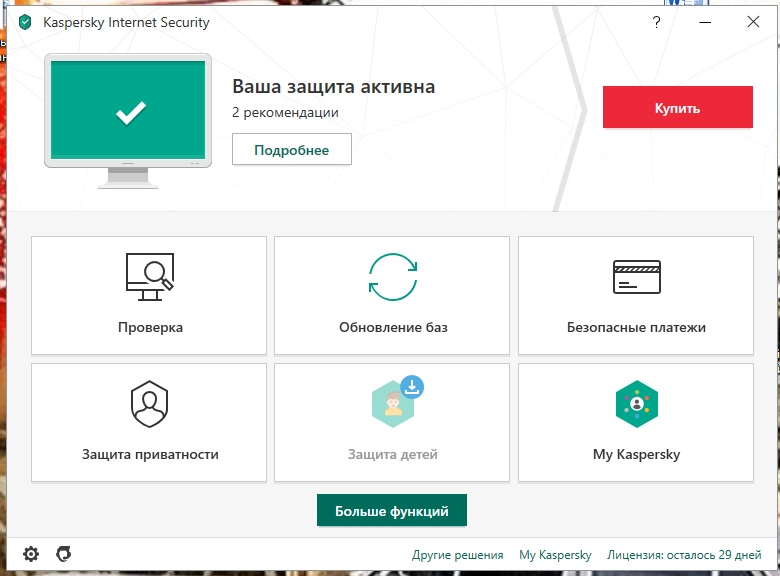 Kaspersky Internet Security
?
Ваша защита активна
2 рекомендации
Подробнее
Купить
Проверка
Обновление баз
Безопасные платежи
Защита приватности
Защита детей
My Kaspersky
Больше функций
Другие решения My Kaspersky Лицензия: осталось 29 дней